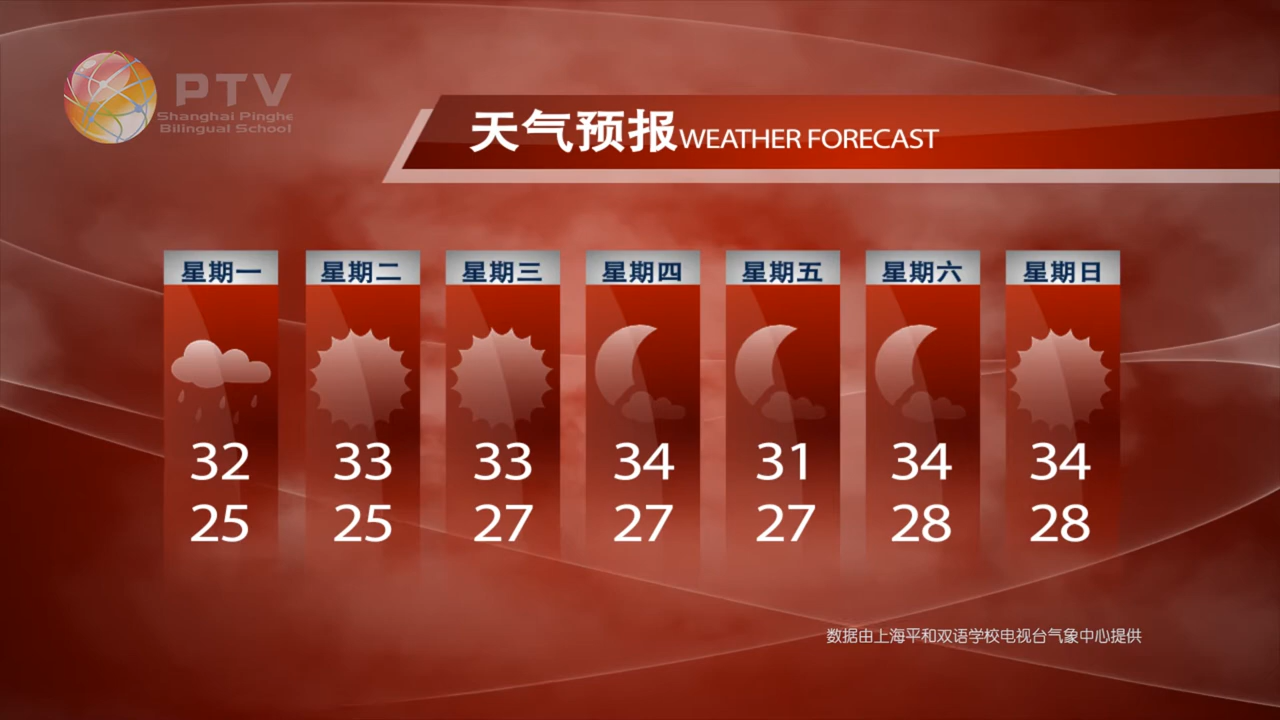 PTV
Shanghai Pinghe
Bilingual School
天气预报WEATHER FORECAST
星期一 星期二 星期三 星期四 星期五 星期六 星期日
32 33 33 34 31 34 34
25 25 27 27 27 28 28
数据由上海平和双语学校电视台气象中心提供